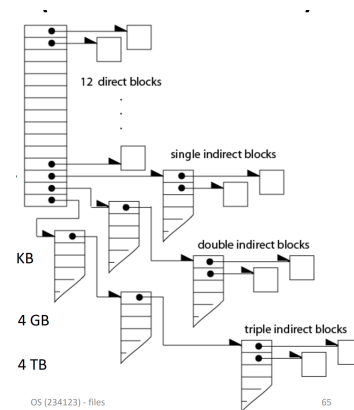 12 direct blocks
single indirect blocks
double indirect blocks
KB
4 GB
triple indirect blocks
4 TB
OS (234123) - files
65